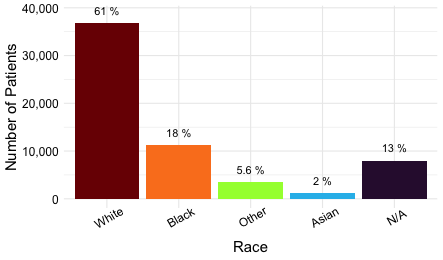 Number of Patients
40,000
30,000
20,000
10,000
0
61 %
18 %
5.6 %
2 %
13 %
White
Black
Other
Asian
N/A
Race